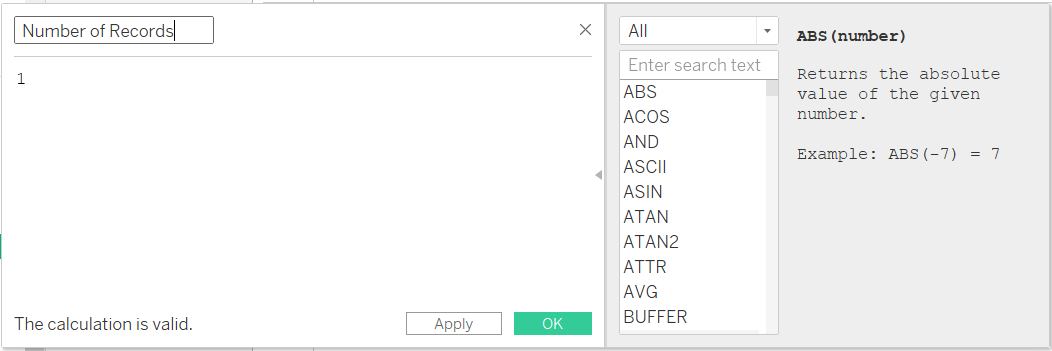 Number of Records
1
The calculation is valid.
Apply
OK
All
Enter search text
ABS
ACOS
AND
ASCII
ASIN
ATAN
ATAN2
ATTR
AVG
BUFFER
ABS(number)
Returns the absolute
value of the given
number.
Example: ABS(-7) = 7